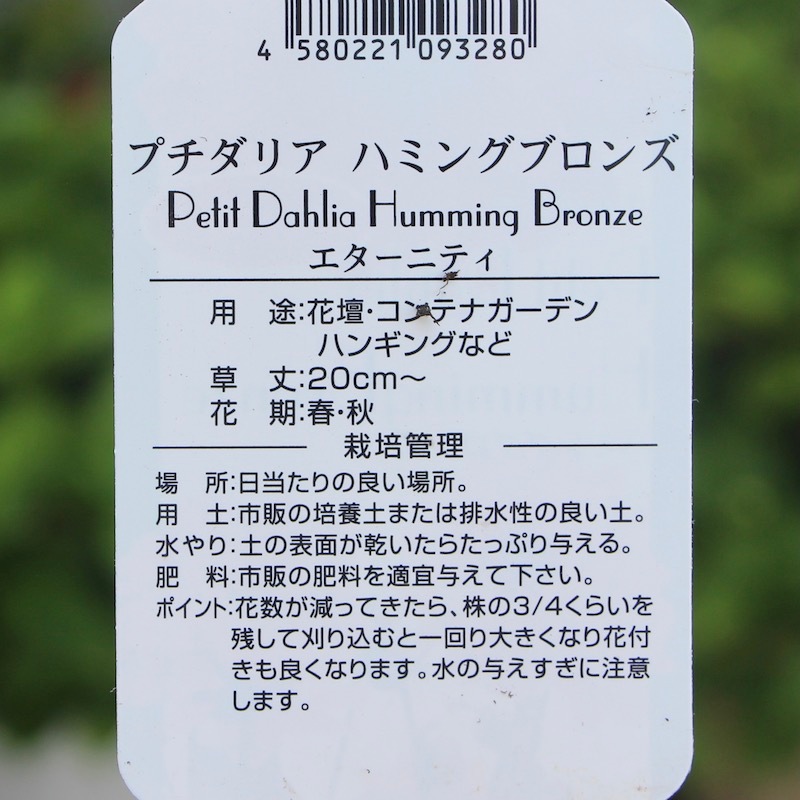 4 580221 093280
プチダリア ハミングブロンズ
Petit Dahlia Humming Bronze
エターニティ
用 途:花壇・コンテナガーデン
ハンギングなど
草 丈:20cm〜
花 期:春・秋
栽培管理
場 所:日当たりの良い場所。
用 土:市販の培養土または排水性の良い土。
水やり:土の表面が乾いたらたっぷり与える。
肥 料:市販の肥料を適宜与えて下さい。
ポイント:花数が減ってきたら、株の3/4くらいを
残して刈り込むと一回り大きくなり花付
きも良くなります。水の与えすぎに注意
します。